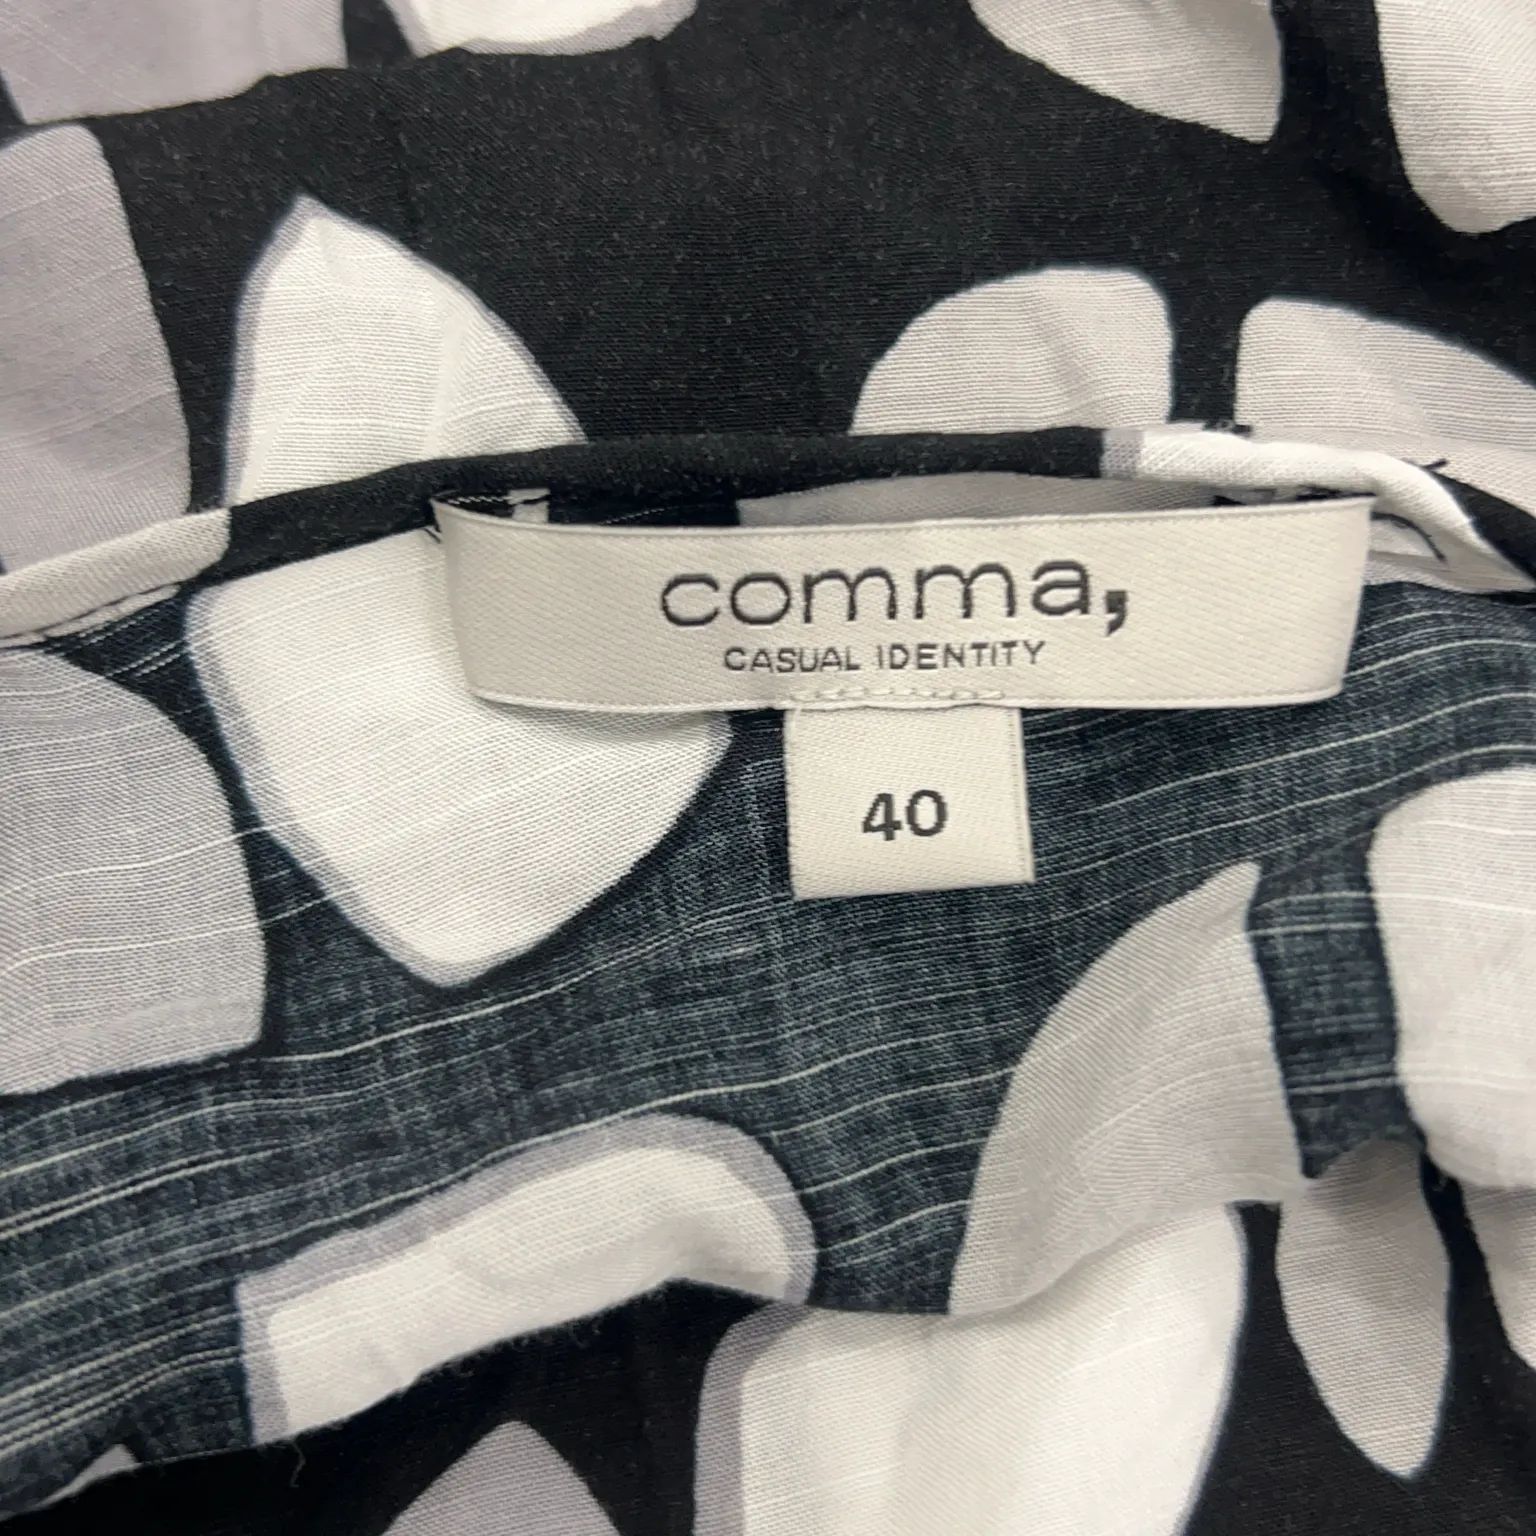 comma,
CASUAL IDENTITY
40